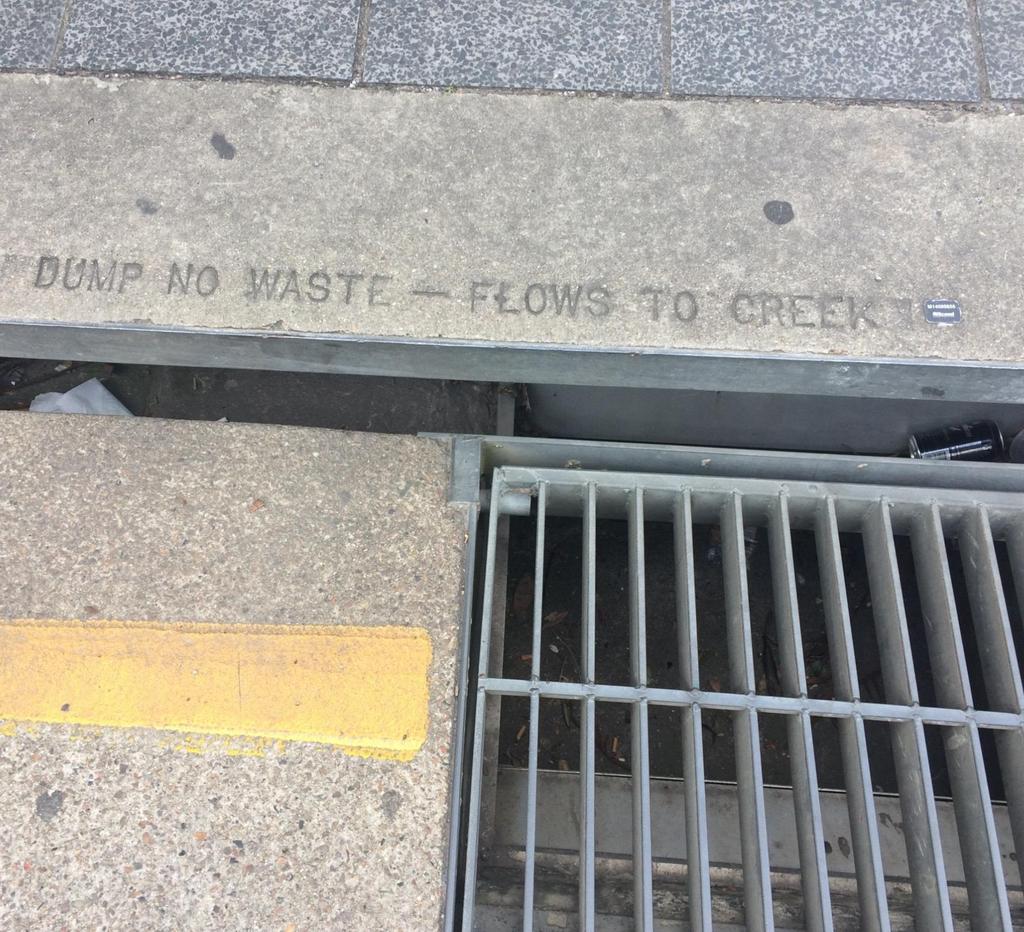 DUMP NO WASTE — FLOWS TO CREEK